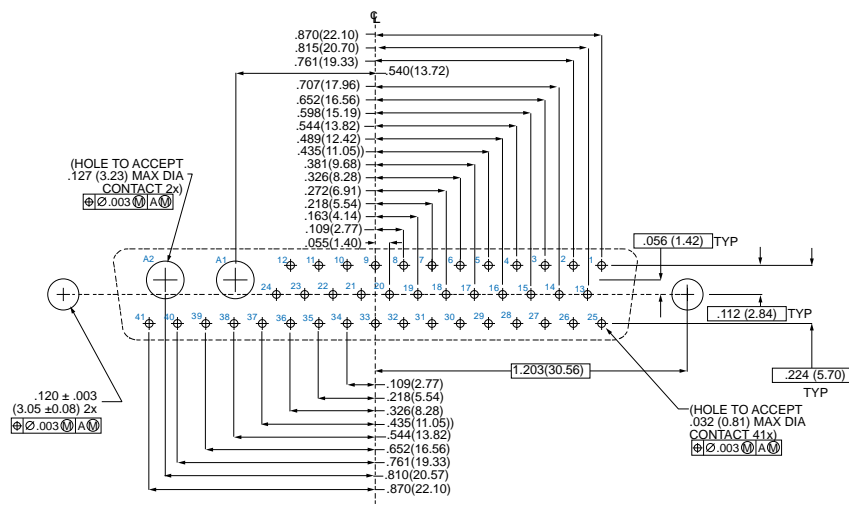 ℄
.870(22.10)
.815(20.70)
.761(19.33)
.540(13.72)
.707(17.96)
.652(16.56)
.598(15.19)
.544(13.82)
.489(12.42)
.435(11.05))
.381(9.68)
.326(8.28)
.272(6.91)
.218(5.54)
.163(4.14)
.109(2.77)
.055(1.40)
(HOLE TO ACCEPT
.127 (3.23) MAX DIA
CONTACT 2x)
⌖ Ø.003 Ⓜ A Ⓜ
.056 (1.42) TYP
A2 A1 12 11 10 9 8 7 6 5 4 3 2 1
24 23 22 21 20 19 18 17 16 15 14 13
.112 (2.84) TYP
41 40 39 38 37 36 35 34 33 32 31 30 29 28 27 26 25
1.203(30.56)
.224 (5.70)
TYP
.120 ± .003
(3.05 ±0.08) 2x
⌖ Ø.003 Ⓜ A Ⓜ
.109(2.77)
.218(5.54)
.326(8.28)
.435(11.05))
.544(13.82)
.652(16.56)
.761(19.33)
.810(20.57)
.870(22.10)
(HOLE TO ACCEPT
.032 (0.81) MAX DIA
CONTACT 41x)
⌖ Ø.003 Ⓜ A Ⓜ